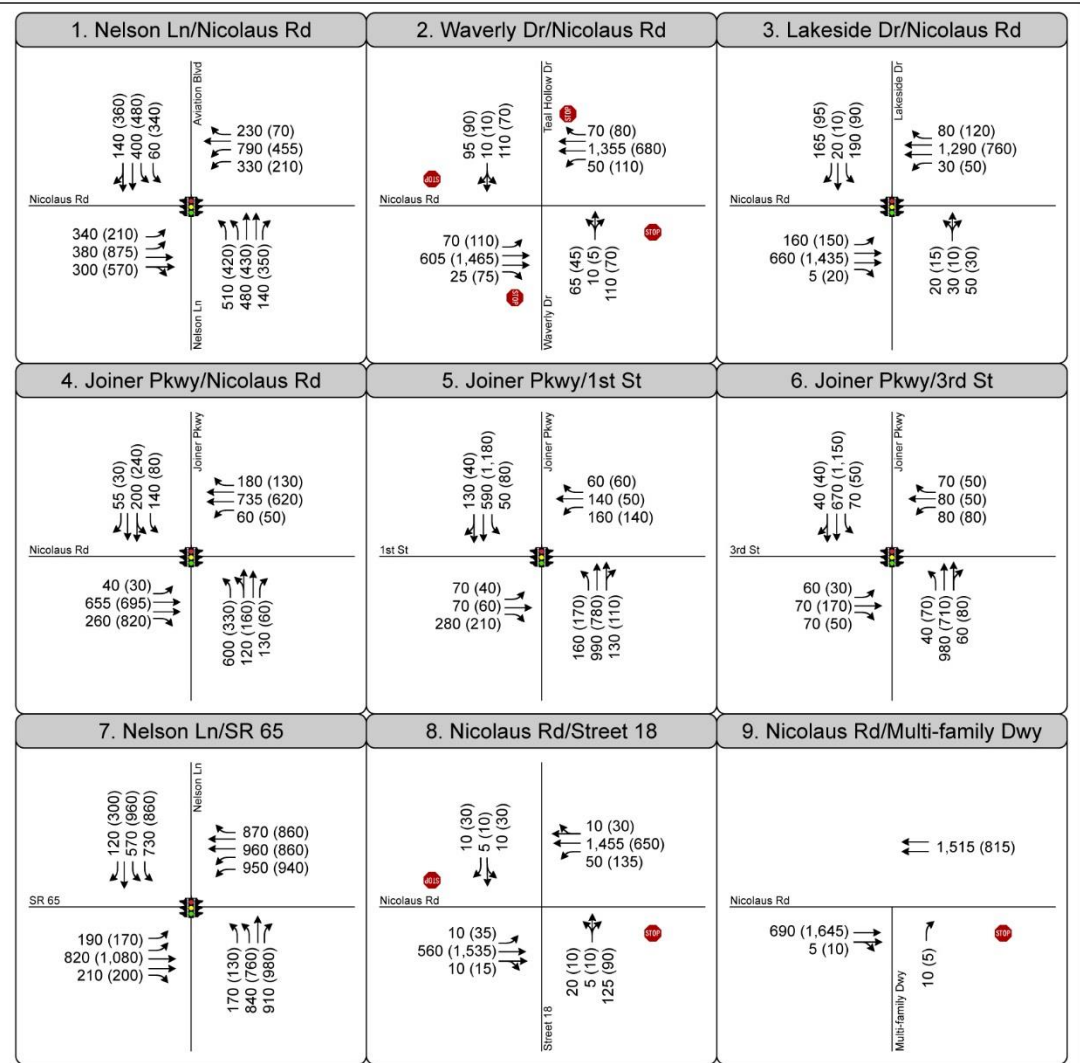 1. Nelson Ln/Nicolaus Rd
Aviation Blvd
140 (360)
400 (480)
60 (340)
230 (70)
790 (455)
330 (210)
Nicolaus Rd
340 (210)
380 (875)
300 (570)
510 (420)
480 (430)
140 (350)
Nelson Ln
2. Waverly Dr/Nicolaus Rd
Teal Hollow Dr
STOP
95 (90)
10 (10)
110 (70)
70 (80)
1,355 (680)
50 (110)
STOP
Nicolaus Rd
STOP
70 (110)
605 (1,465)
25 (75)
STOP
65 (45)
10 (5)
110 (70)
Waverly Dr
3. Lakeside Dr/Nicolaus Rd
Lakeside Dr
165 (95)
20 (10)
190 (90)
80 (120)
1,290 (760)
30 (50)
Nicolaus Rd
160 (150)
660 (1,435)
5 (20)
20 (15)
30 (10)
50 (30)
4. Joiner Pkwy/Nicolaus Rd
Joiner Pkwy
55 (30)
200 (240)
140 (80)
180 (130)
735 (620)
60 (50)
Nicolaus Rd
40 (30)
655 (695)
260 (820)
600 (330)
120 (160)
130 (60)
5. Joiner Pkwy/1st St
Joiner Pkwy
130 (40)
590 (1,180)
50 (80)
60 (60)
140 (50)
160 (140)
1st St
70 (40)
70 (60)
280 (210)
160 (170)
990 (780)
130 (110)
6. Joiner Pkwy/3rd St
Joiner Pkwy
40 (40)
670 (1,150)
70 (50)
70 (50)
80 (50)
80 (80)
3rd St
60 (30)
70 (170)
70 (50)
40 (70)
980 (710)
60 (80)
7. Nelson Ln/SR 65
Nelson Ln
120 (300)
570 (960)
730 (860)
870 (860)
960 (860)
950 (940)
SR 65
190 (170)
820 (1,080)
210 (200)
170 (130)
840 (760)
910 (980)
8. Nicolaus Rd/Street 18
10 (30)
5 (10)
10 (30)
10 (30)
1,455 (650)
50 (135)
STOP
Nicolaus Rd
STOP
10 (35)
560 (1,535)
10 (15)
20 (10)
5 (10)
125 (90)
Street 18
9. Nicolaus Rd/Multi-family Dwy
1,515 (815)
Nicolaus Rd
STOP
690 (1,645)
5 (10)
10 (5)
Multi-family Dwy